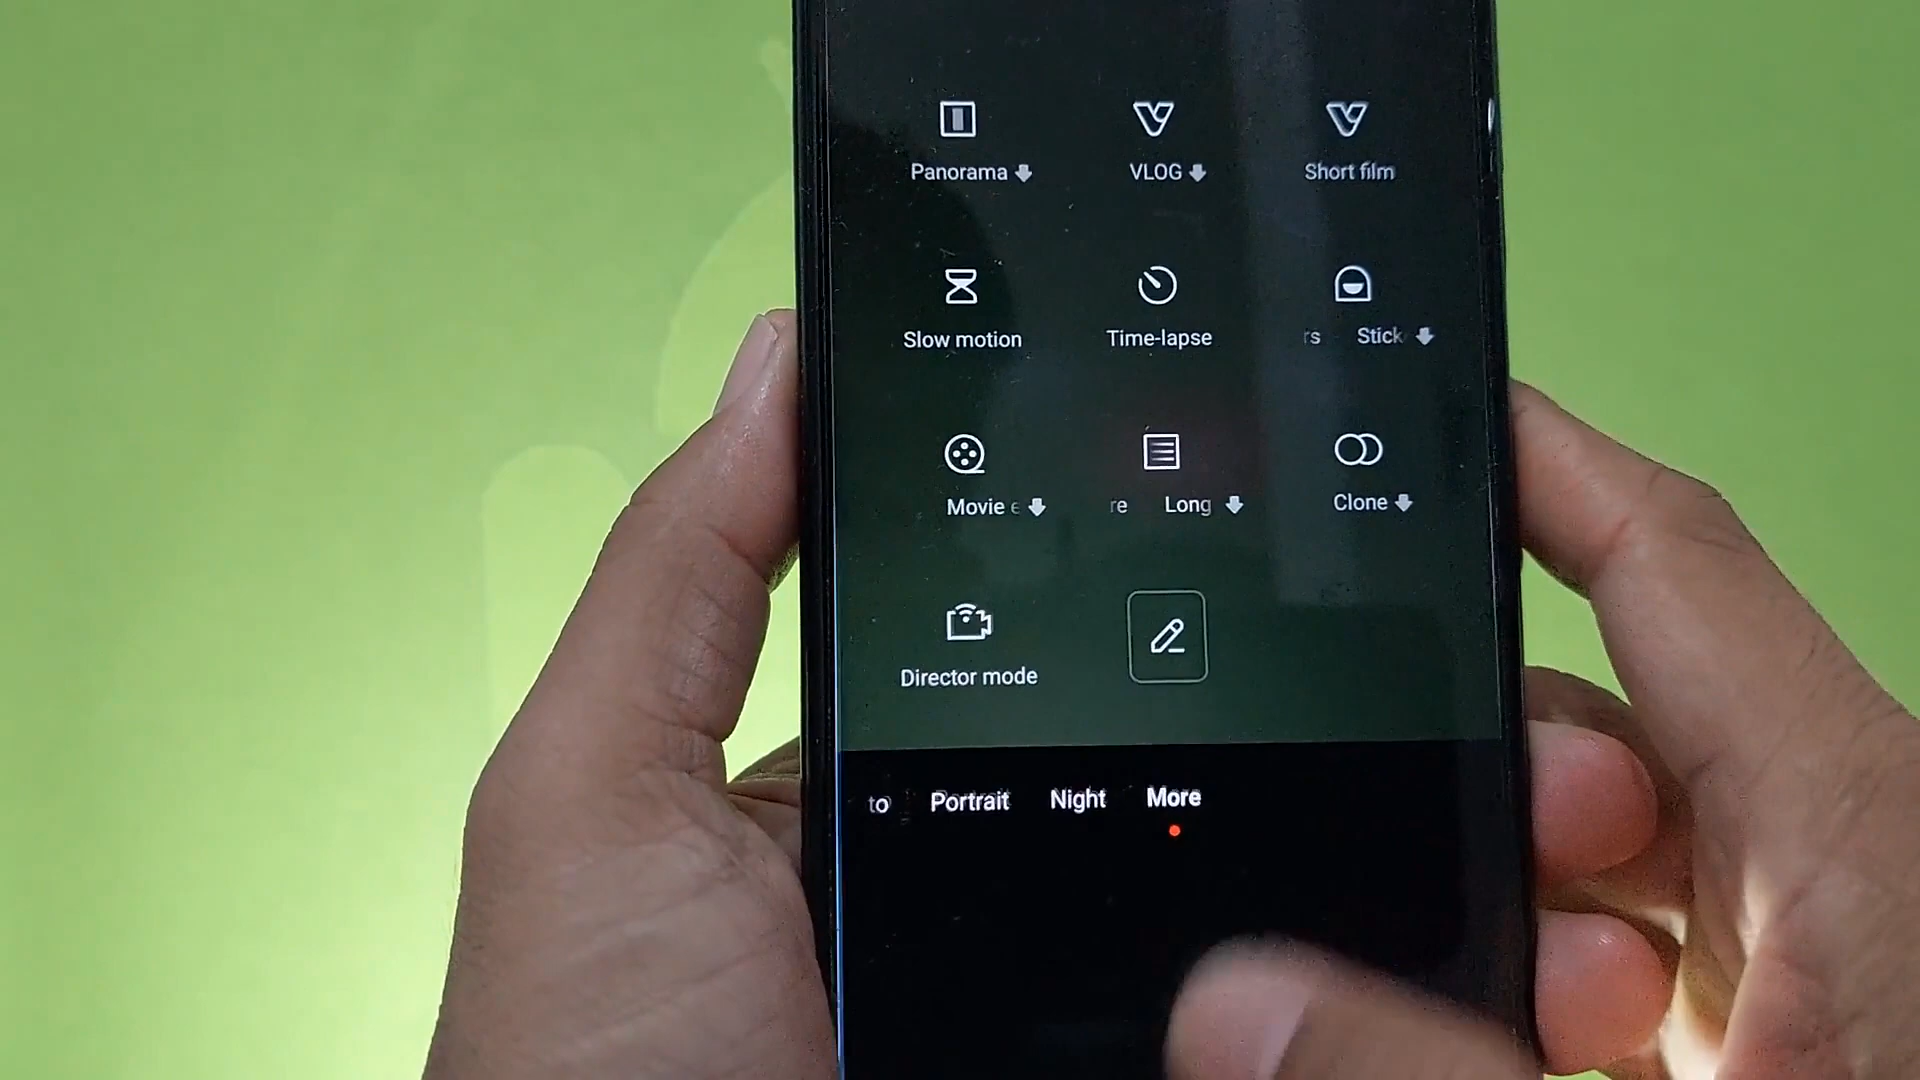 Panorama
VLOG
Short film
Slow motion
Time-lapse
rs Stick
Movie e
re Long
Clone
Director mode
to Portrait Night More